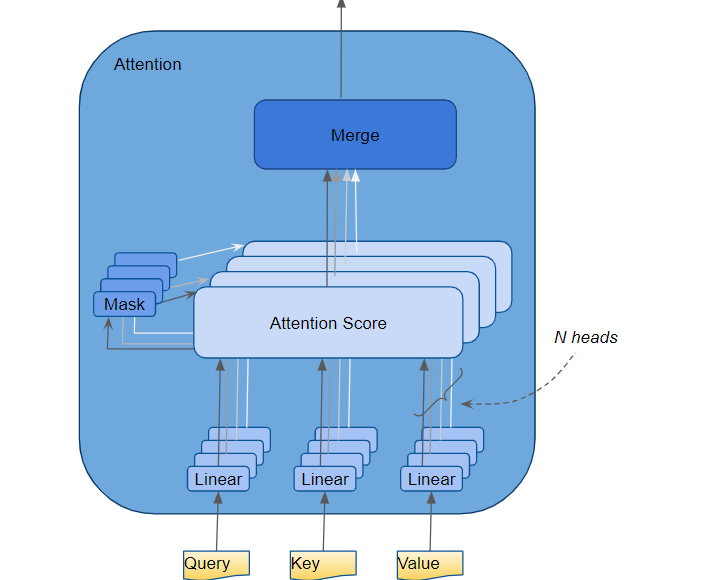 Attention
Merge
Mask
Attention Score
N heads
Linear
Linear
Linear
Query
Key
Value